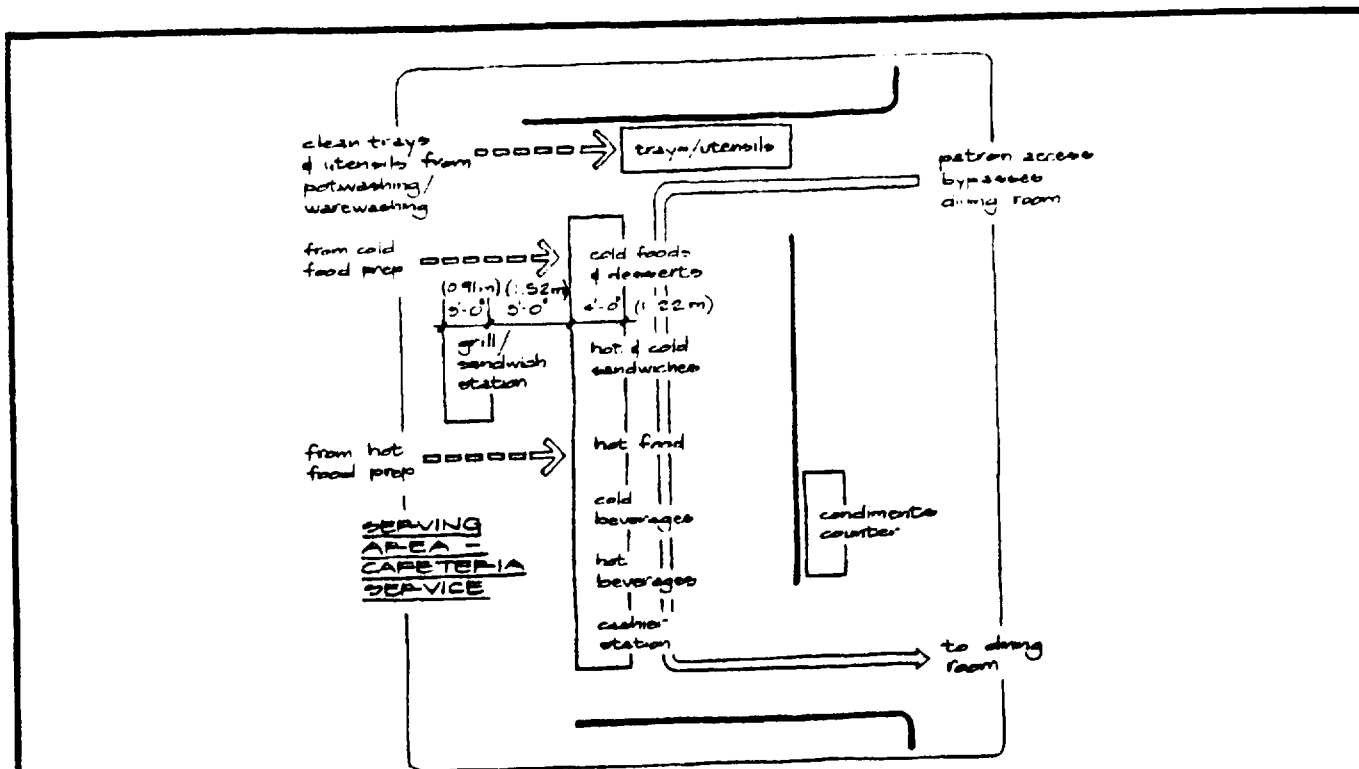 clean trays
& utensils from
potwashing/
warewashing
trays/utensils
patron access
bypasses
dining room
from cold
food prep
cold foods
& desserts
(0.91m) (1.52m)
3'-0" 5'-0" 4'-0" (1.22m)
grill/
sandwich
station
hot & cold
sandwiches
from hot
food prep
hot food
cold
beverages
condiments
counter
SERVING
AREA -
CAFETERIA
SERVICE
hot
beverages
cashier
station
to dining
room